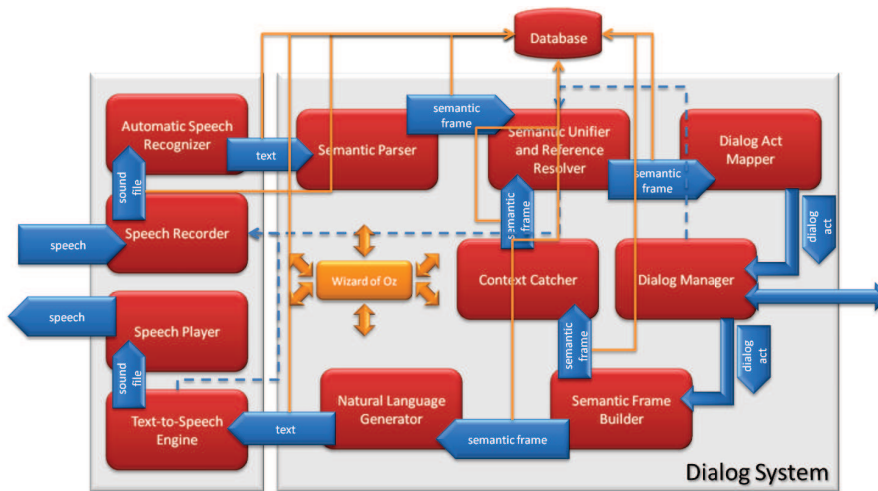 Database
Automatic Speech
Recognizer
text
Semantic Parser
semantic
frame
Semantic Unifier
and Reference
Resolver
semantic
frame
Dialog Act
Mapper
sound
file
speech
Speech Recorder
semantic
frame
dialog
act
Wizard of Oz
Context Catcher
Dialog Manager
speech
Speech Player
sound
file
semantic
frame
dialog
act
Text-to-Speech
Engine
text
Natural Language
Generator
semantic frame
Semantic Frame
Builder
Dialog System